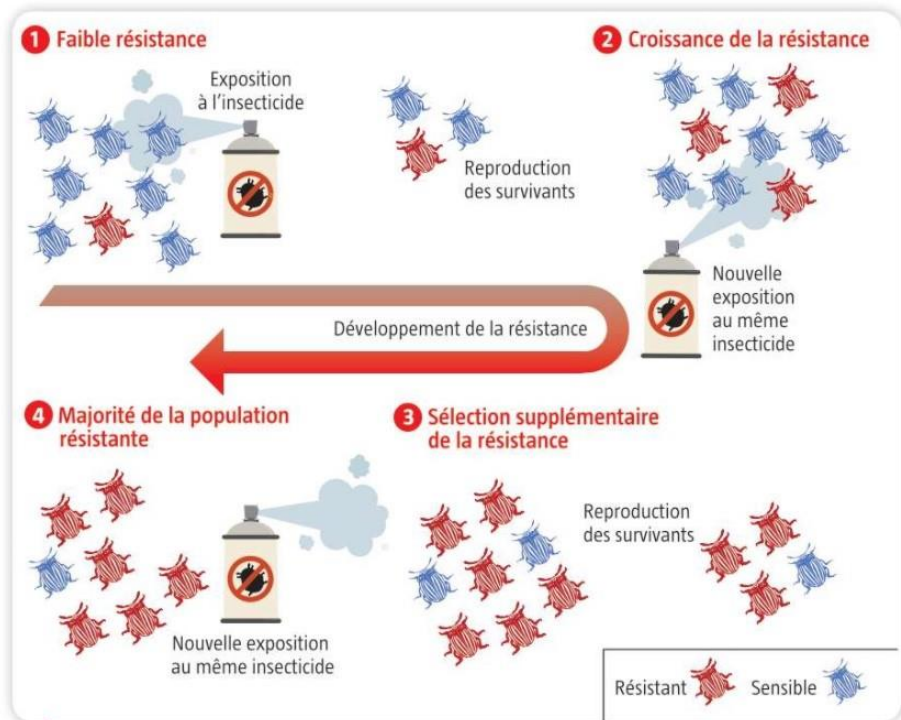 1 Faible résistance
Exposition
à l'insecticide
Reproduction
des survivants
2 Croissance de la résistance
Nouvelle
exposition
au même
insecticide
Développement de la résistance
3 Sélection supplémentaire
de la résistance
Reproduction
des survivants
4 Majorité de la population
résistante
Nouvelle exposition
au même insecticide
Résistant
Sensible